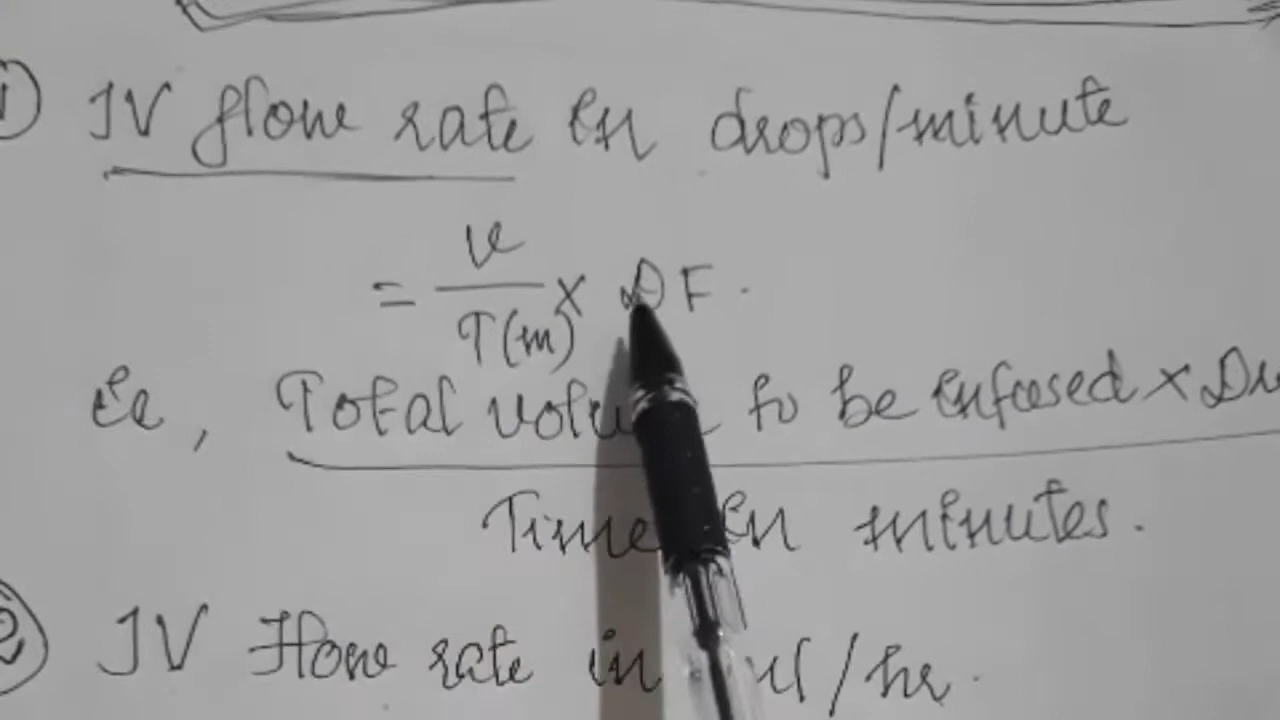 1) IV flow rate in drops/minute
= V/T(m) × DF.
ie, Total to be infused ×
Time in minutes.
2) IV Flow rate in ml/hr.